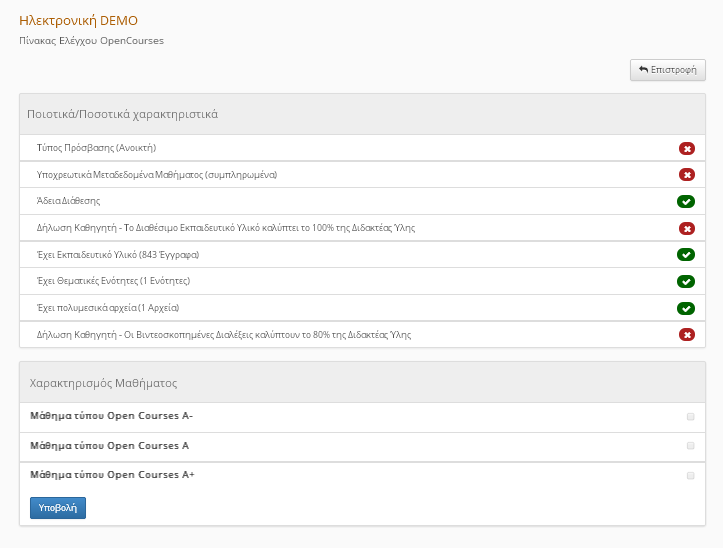 Ηλεκτρονική DEMO
Πίνακας Ελέγχου OpenCourses
Επιστροφή
Ποιοτικά/Ποσοτικά χαρακτηριστικά
Τύπος Πρόσβασης (Ανοικτή)
Υποχρεωτικά Μεταδεδομένα Μαθήματος (συμπληρωμένα)
Άδεια Διάθεσης
Δήλωση Καθηγητή - Το Διαθέσιμο Εκπαιδευτικό Υλικό καλύπτει το 100% της Διδακτέας Ύλης
Έχει Εκπαιδευτικό Υλικό (843 Έγγραφα)
Έχει Θεματικές Ενότητες (1 Ενότητες)
Έχει πολυμεσικά αρχεία (1 Αρχεία)
Δήλωση Καθηγητή - Οι Βιντεοσκοπημένες Διαλέξεις καλύπτουν το 80% της Διδακτέας Ύλης
Χαρακτηρισμός Μαθήματος
Μάθημα τύπου Open Courses A-
Μάθημα τύπου Open Courses A
Μάθημα τύπου Open Courses A+
Υποβολή